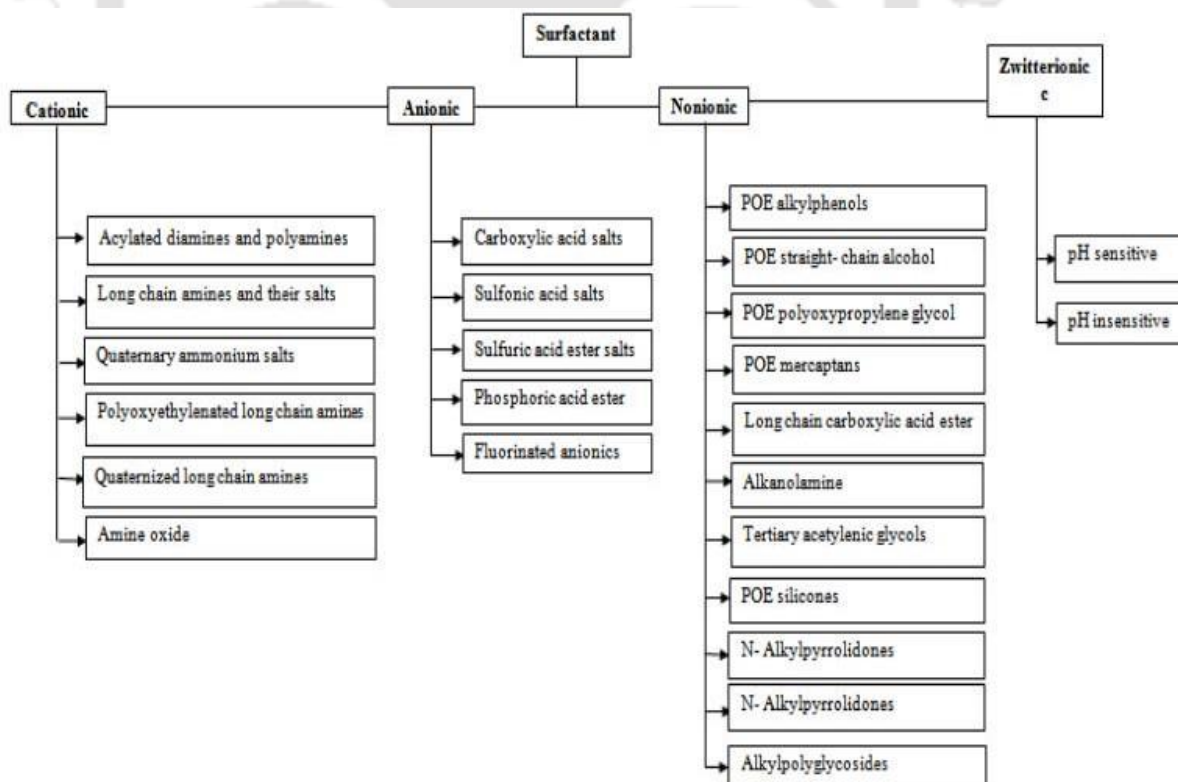 Surfactant
Cationic
Anionic
Nonionic
Zwitterionic
c
Acylated diamines and polyamines
Long chain amines and their salts
Quaternary ammonium salts
Polyoxyethylenated long chain amines
Quaternized long chain amines
Amine oxide
Carboxylic acid salts
Sulfonic acid salts
Sulfuric acid ester salts
Phosphoric acid ester
Fluorinated anionics
POE alkylphenols
POE straight- chain alcohol
POE polyoxypropylene glycol
POE mercaptans
Long chain carboxylic acid ester
Alkanolamine
Tertiary acetylenic glycols
POE silicones
N- Alkylpyrrolidones
N- Alkylpyrrolidones
Alkylpolyglycosides
pH sensitive
pH insensitive